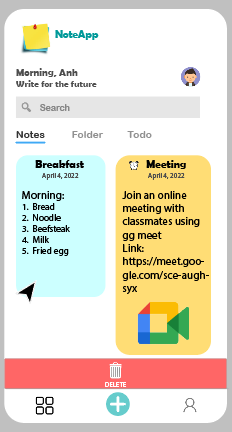 NoteApp
Morning, Anh
Write for the future
Search
Notes Folder Todo
Breakfast
April 4, 2022
Morning:
1. Bread
2. Noodle
3. Beefsteak
4. Milk
5. Fried egg
Meeting
April 4, 2022
Join an online
meeting with
classmates using
gg meet
Link:
https://meet.goo-
gle.com/sce-augh-
syx
DELETE